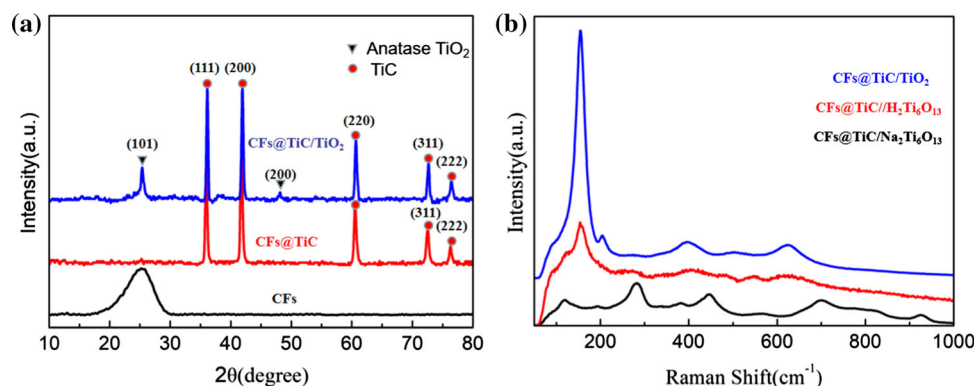 (a)
Anatase TiO2
TiC
(111)
(200)
(101)
(200)
(220)
(311)
(222)
CFs@TiC/TiO2
CFs@TiC
(311)
(222)
CFs
Intensity(a.u.)
10 20 30 40 50 60 70 80
2θ(degree)
(b)
CFs@TiC/TiO2
CFs@TiC//H2Ti6O13
CFs@TiC/Na2Ti6O13
Intensity(a.u.)
200 400 600 800 1000
Raman Shift(cm-1)